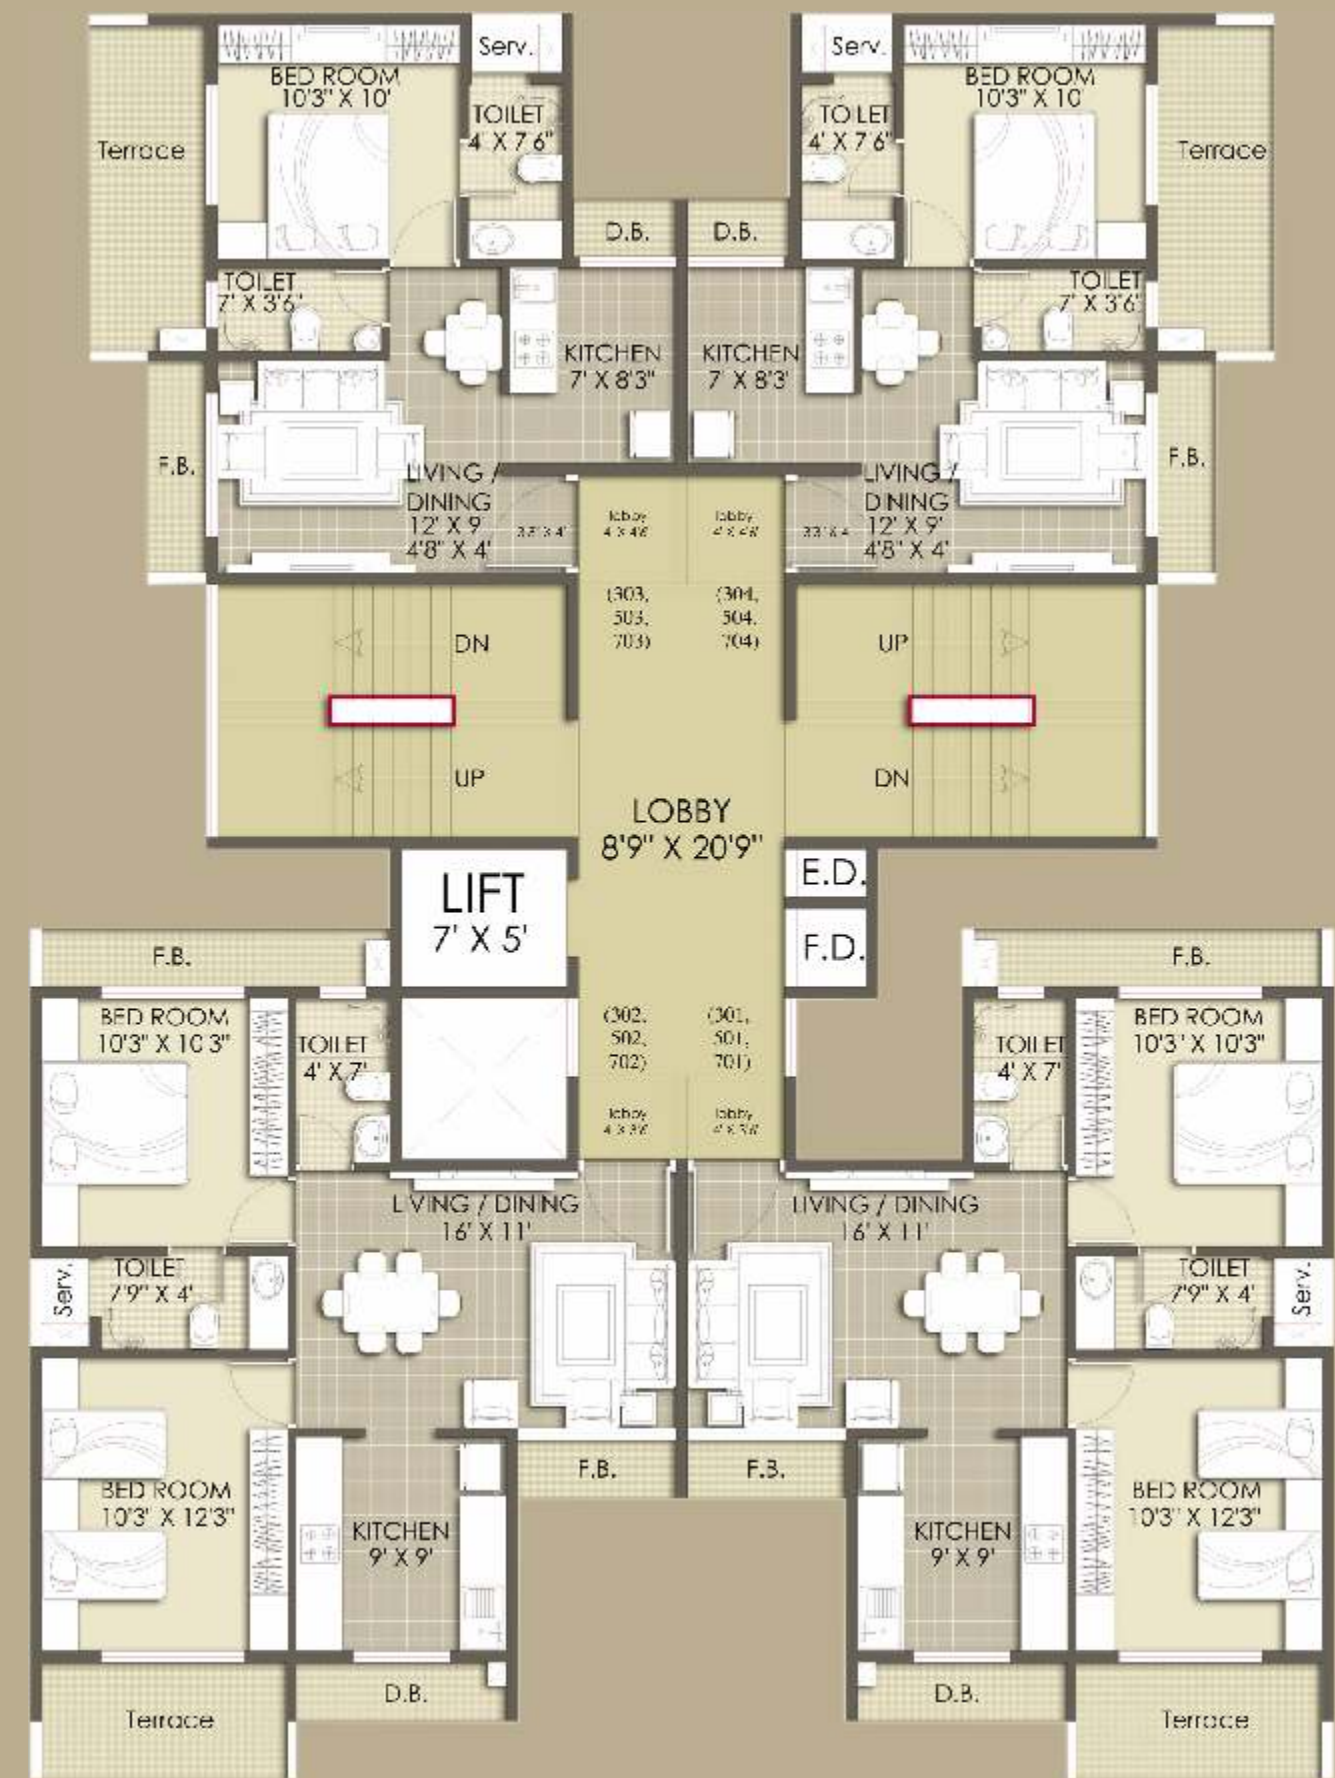 Serv.
Serv.
BED ROOM
10'3" X 10'
BED ROOM
10'3" X 10'
TOILET
4' X 7'6"
TOILET
4' X 7'6"
Terrace
Terrace
D.B.
D.B.
TOILET
7' X 3'6"
TOILET
7' X 3'6"
KITCHEN
7' X 8'3"
KITCHEN
7' X 8'3"
F.B.
F.B.
LIVING /
DINING
12' X 9'
4'8" X 4'
LIVING /
DINING
12' X 9'
4'8" X 4'
lobby
lobby
(303,
503,
703)
(304,
504,
704)
DN
UP
UP
DN
LOBBY
8'9" X 20'9"
LIFT
7' X 5'
E.D.
F.D.
F.B.
F.B.
BED ROOM
10'3" X 10'3"
TOILET
4' X 7'
(302,
502,
702)
(301,
501,
701)
TOILET
4' X 7'
BED ROOM
10'3" X 10'3"
lobby
lobby
LIVING / DINING
16' X 11'
LIVING / DINING
16' X 11'
Serv.
TOILET
7'9" X 4'
TOILET
7'9" X 4'
Serv.
F.B.
F.B.
BED ROOM
10'3" X 12'3"
KITCHEN
9' X 9'
KITCHEN
9' X 9'
BED ROOM
10'3" X 12'3"
D.B.
D.B.
Terrace
Terrace